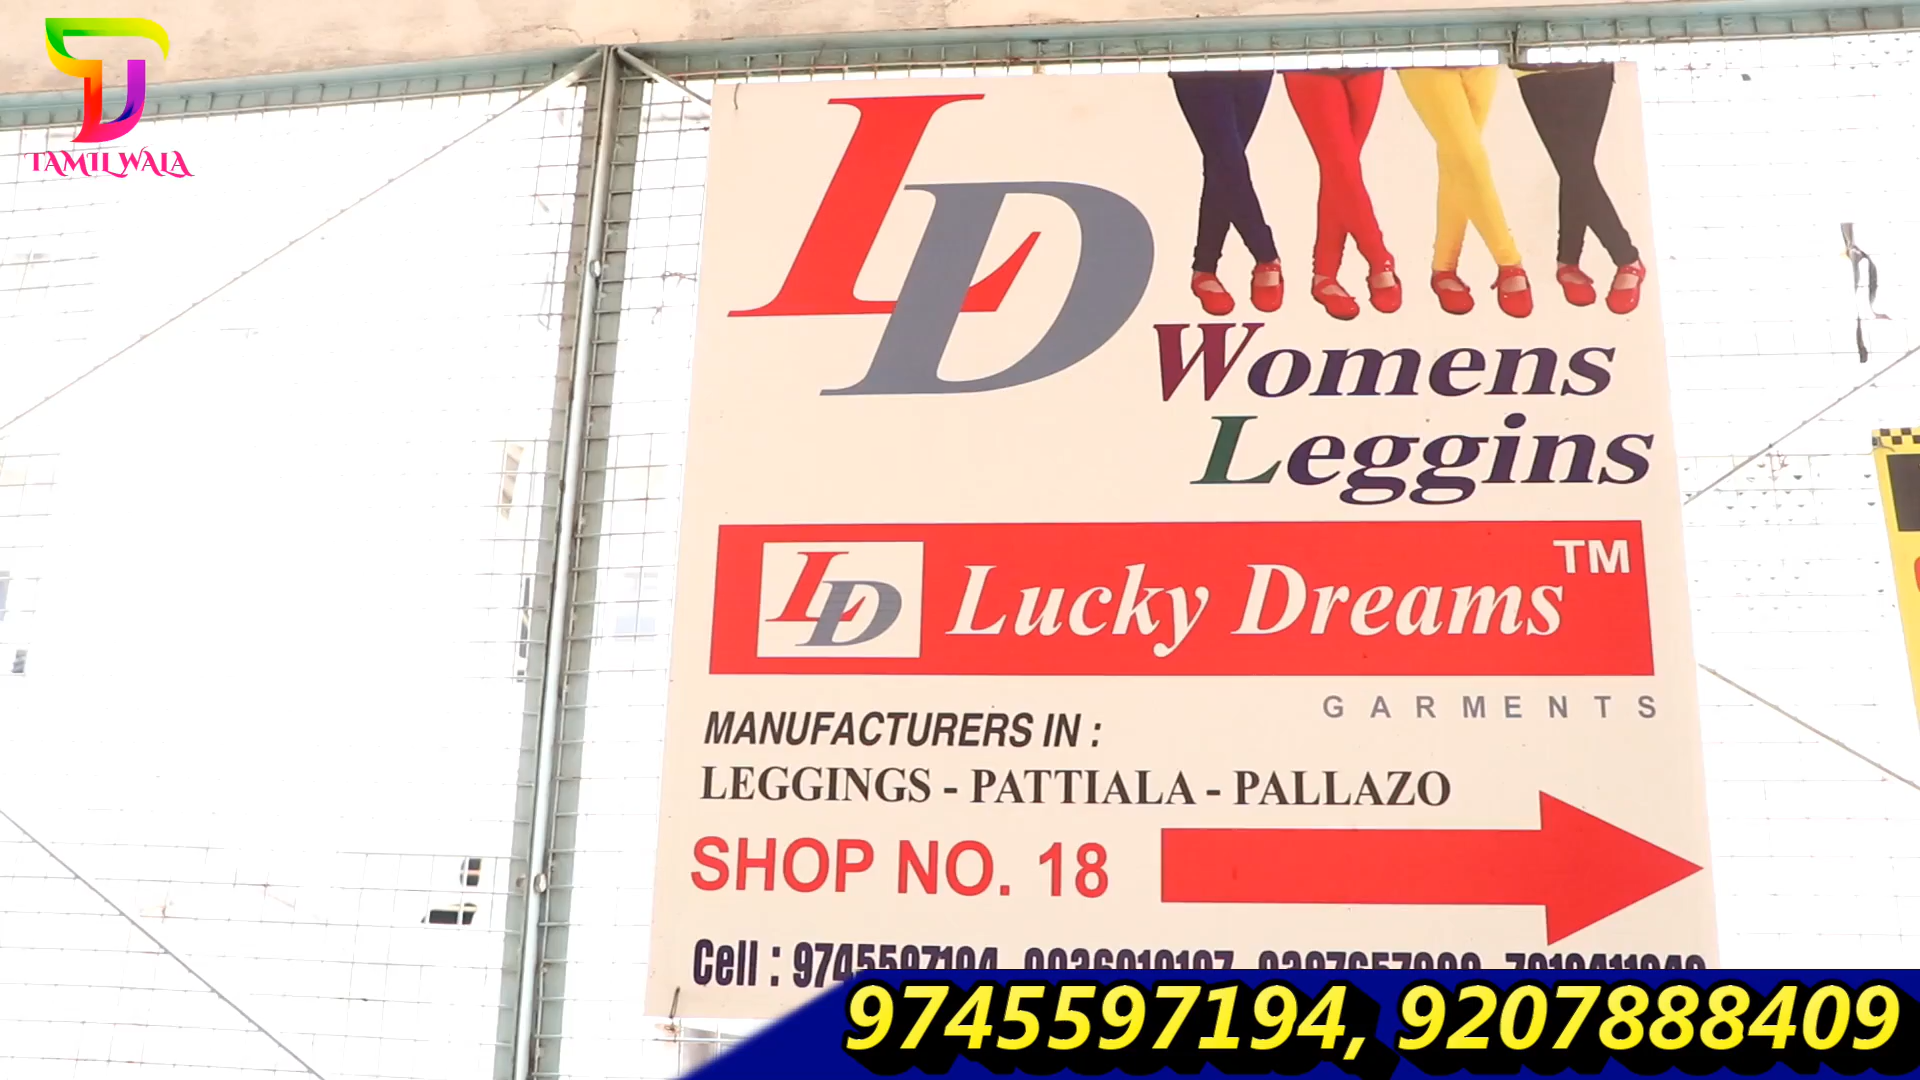 TAMILWALA
LD
Womens
Leggins
LD Lucky Dreams TM
GARMENTS
MANUFACTURERS IN :
LEGGINGS - PATTIALA - PALLAZO
SHOP NO. 18
Cell : 9745597194
9745597194, 9207888409